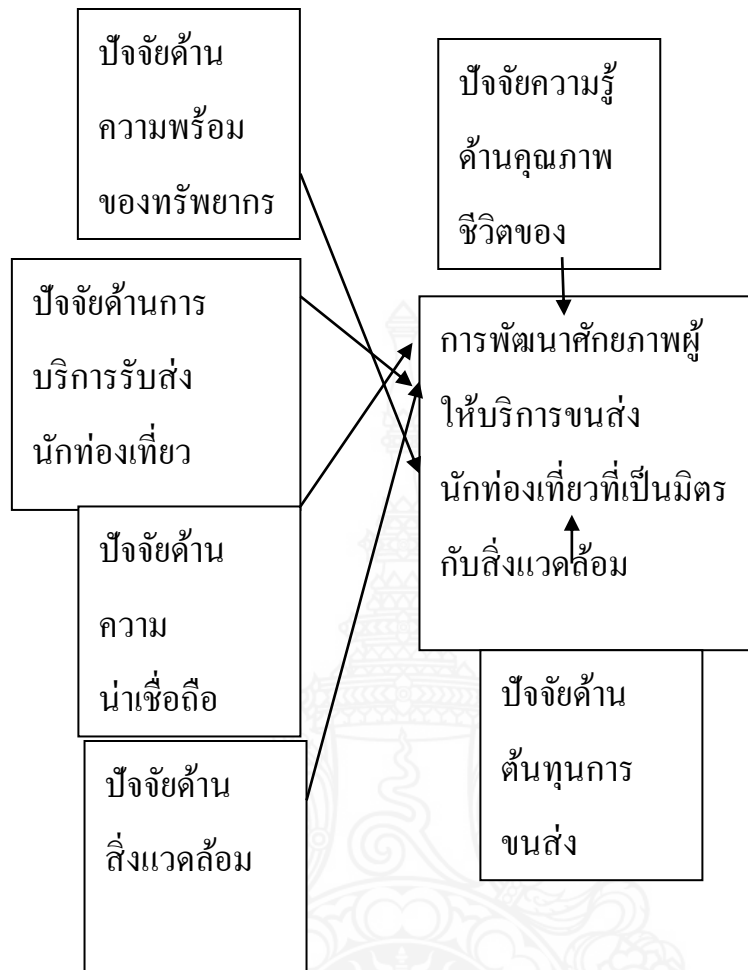 ปัจจัยด้าน
ความพร้อม
ของทรัพยากร
ปัจจัยความรู้
ด้านคุณภาพ
ชีวิตของ
ปัจจัยด้านการ
บริการรับส่ง
นักท่องเที่ยว
การพัฒนาศักยภาพผู้
ให้บริการขนส่ง
นักท่องเที่ยวที่เป็นมิตร
กับสิ่งแวดล้อม
ปัจจัยด้าน
ความ
น่าเชื่อถือ
ปัจจัยด้าน
ต้นทุนการ
ขนส่ง
ปัจจัยด้าน
สิ่งแวดล้อม